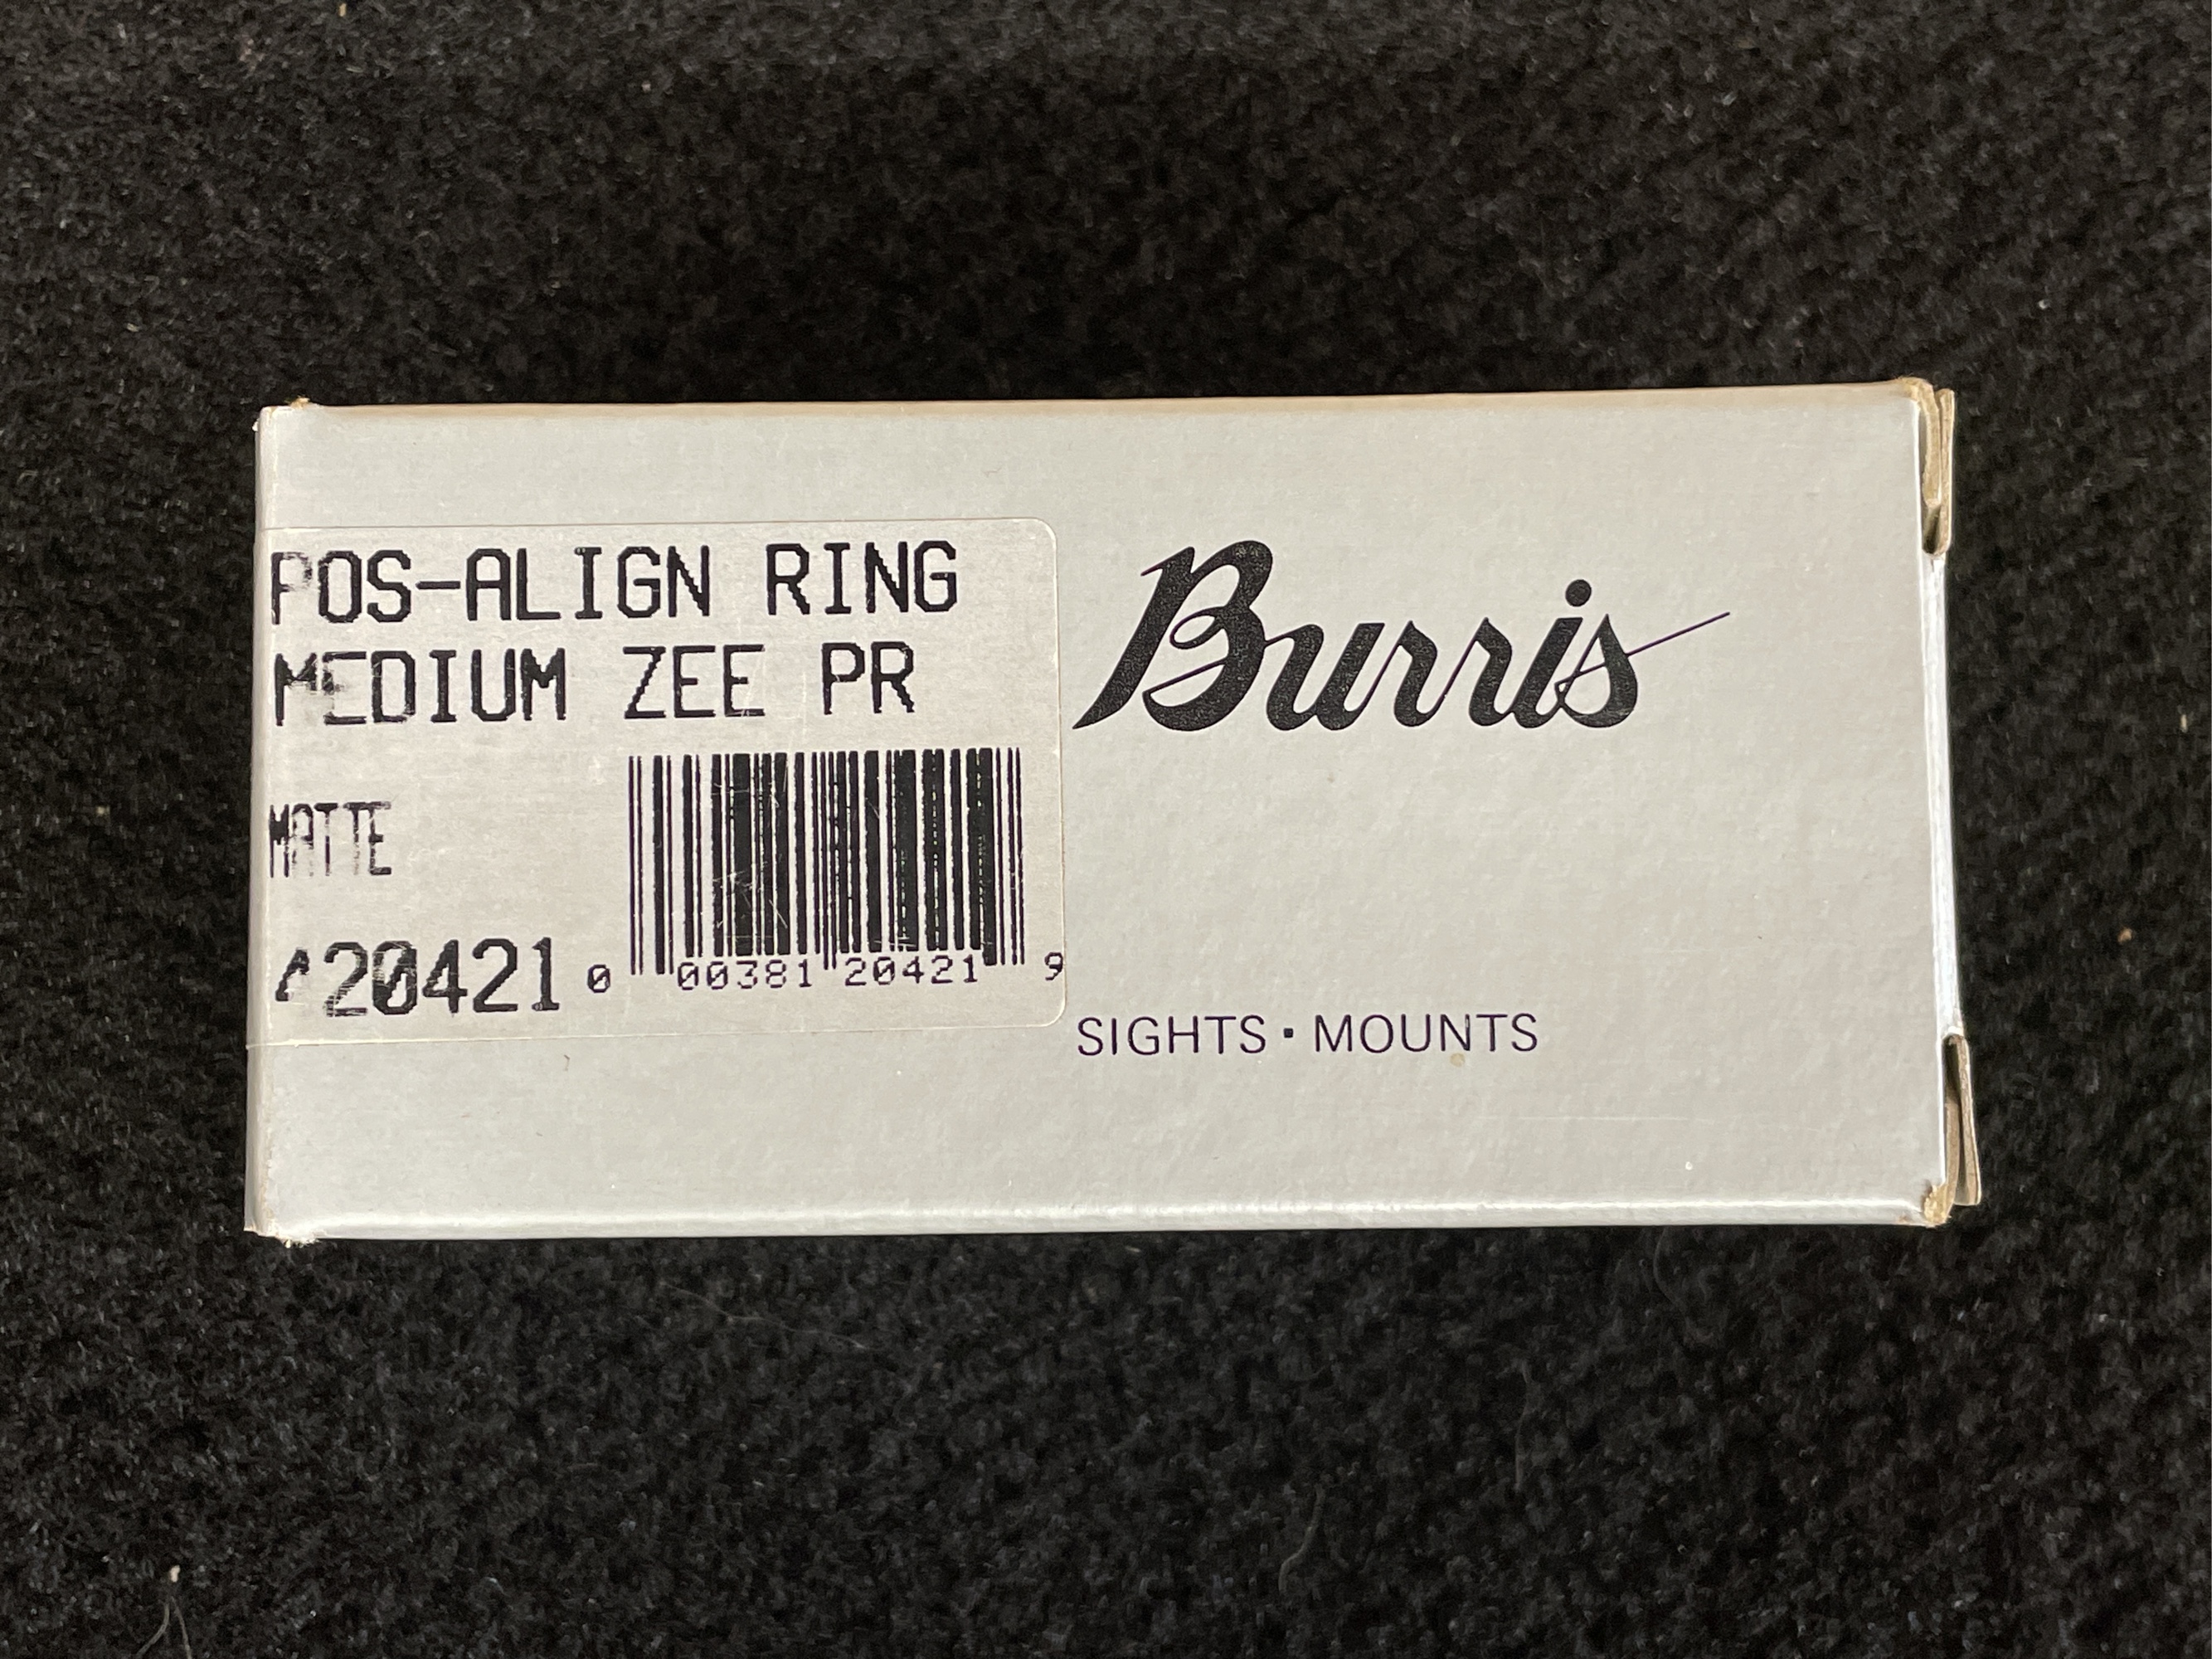 POS-ALIGN RING
MEDIUM ZEE PR
MATTE
420421
0 00381 20421 9
Burris
SIGHTS · MOUNTS